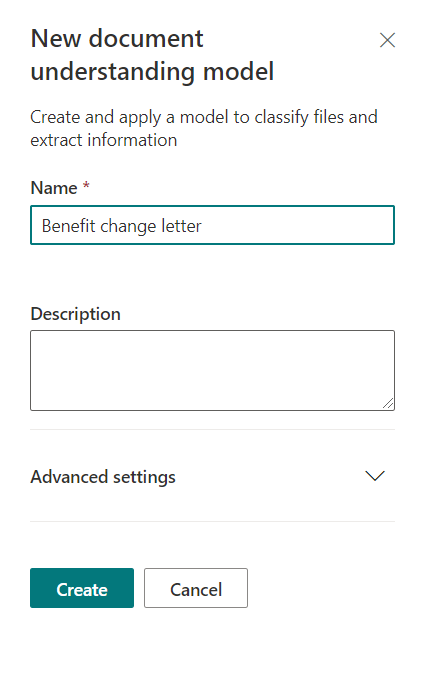 New document
understanding model
Create and apply a model to classify files and
extract information
Name *
Benefit change letter
Description
Advanced settings
Create
Cancel